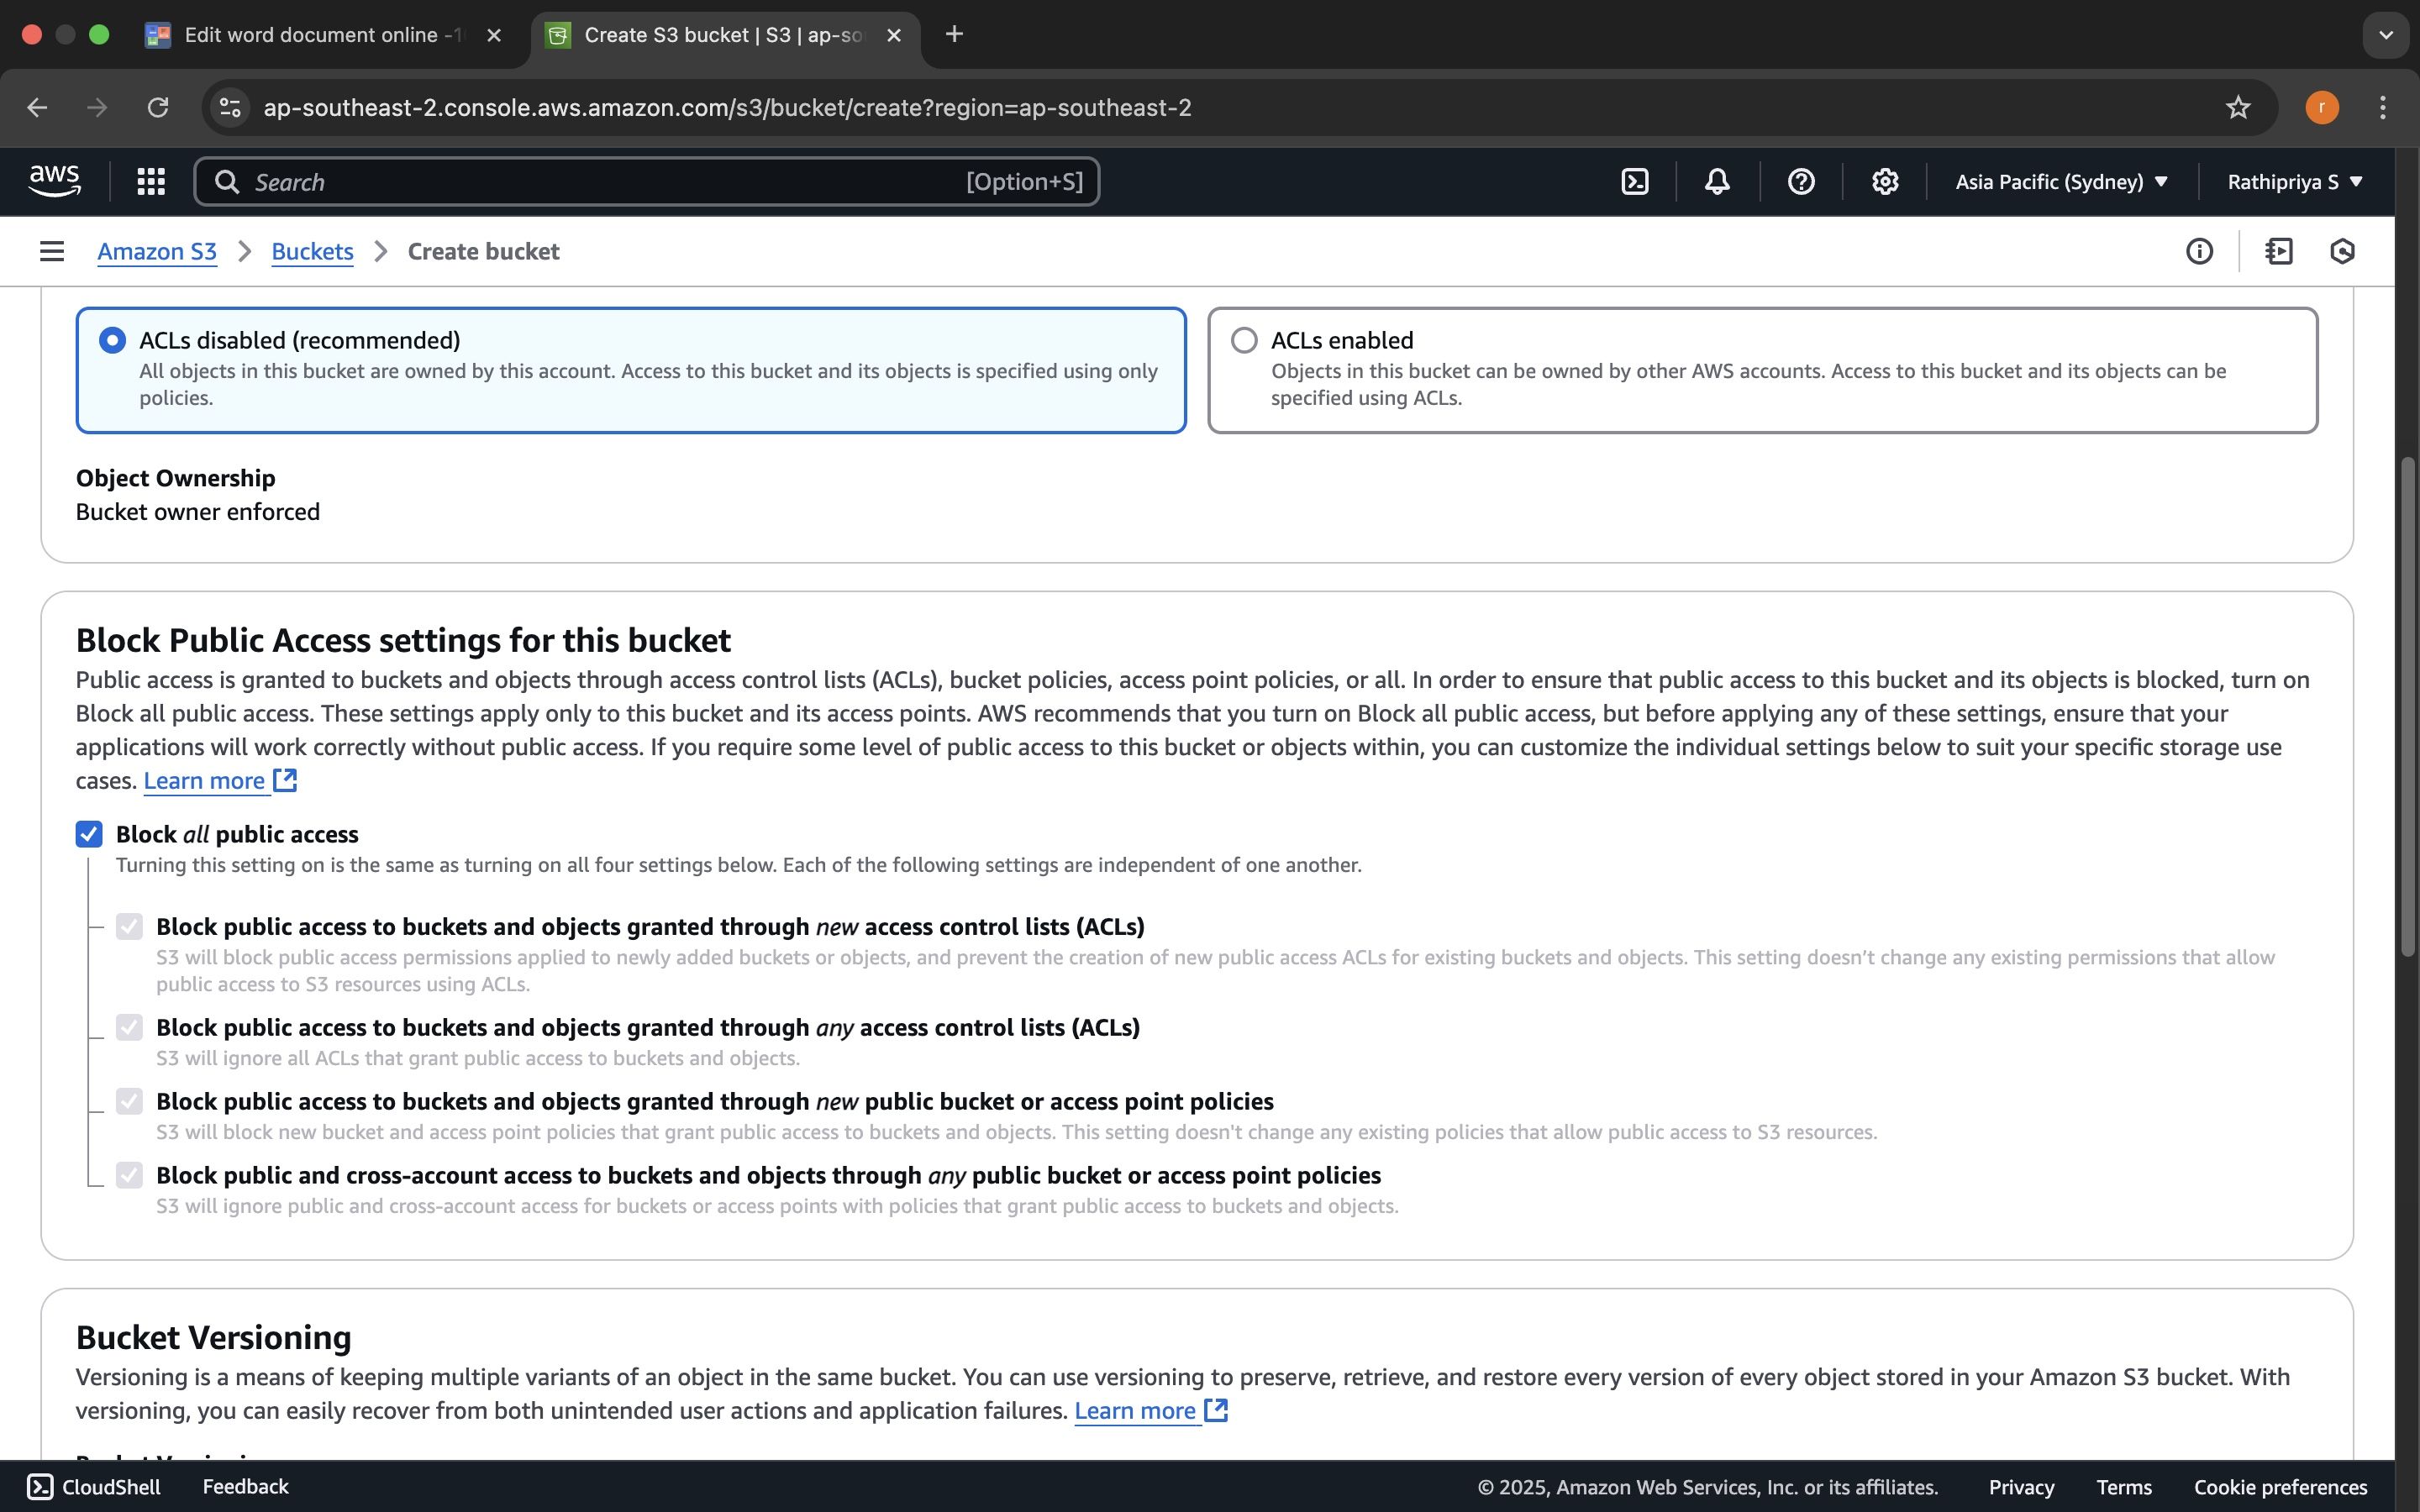 Edit word document online -1
Create S3 bucket | S3 | ap-so
ap-southeast-2.console.aws.amazon.com/s3/bucket/create?region=ap-southeast-2
r
aws
Search
[Option+S]
Asia Pacific (Sydney)
Rathipriya S
Amazon S3
Buckets
Create bucket
ACLs disabled (recommended)
All objects in this bucket are owned by this account. Access to this bucket and its objects is specified using only
policies.
ACLs enabled
Objects in this bucket can be owned by other AWS accounts. Access to this bucket and its objects can be
specified using ACLs.
Object Ownership
Bucket owner enforced
Block Public Access settings for this bucket
Public access is granted to buckets and objects through access control lists (ACLs), bucket policies, access point policies, or all. In order to ensure that public access to this bucket and its objects is blocked, turn on
Block all public access. These settings apply only to this bucket and its access points. AWS recommends that you turn on Block all public access, but before applying any of these settings, ensure that your
applications will work correctly without public access. If you require some level of public access to this bucket or objects within, you can customize the individual settings below to suit your specific storage use
cases. Learn more
Block all public access
Turning this setting on is the same as turning on all four settings below. Each of the following settings are independent of one another.
Block public access to buckets and objects granted through new access control lists (ACLs)
S3 will block public access permissions applied to newly added buckets or objects, and prevent the creation of new public access ACLs for existing buckets and objects. This setting doesn’t change any existing permissions that allow
public access to S3 resources using ACLs.
Block public access to buckets and objects granted through any access control lists (ACLs)
S3 will ignore all ACLs that grant public access to buckets and objects.
Block public access to buckets and objects granted through new public bucket or access point policies
S3 will block new bucket and access point policies that grant public access to buckets and objects. This setting doesn't change any existing policies that allow public access to S3 resources.
Block public and cross-account access to buckets and objects through any public bucket or access point policies
S3 will ignore public and cross-account access for buckets or access points with policies that grant public access to buckets and objects.
Bucket Versioning
Versioning is a means of keeping multiple variants of an object in the same bucket. You can use versioning to preserve, retrieve, and restore every version of every object stored in your Amazon S3 bucket. With
versioning, you can easily recover from both unintended user actions and application failures. Learn more
CloudShell
Feedback
© 2025, Amazon Web Services, Inc. or its affiliates.
Privacy
Terms
Cookie preferences